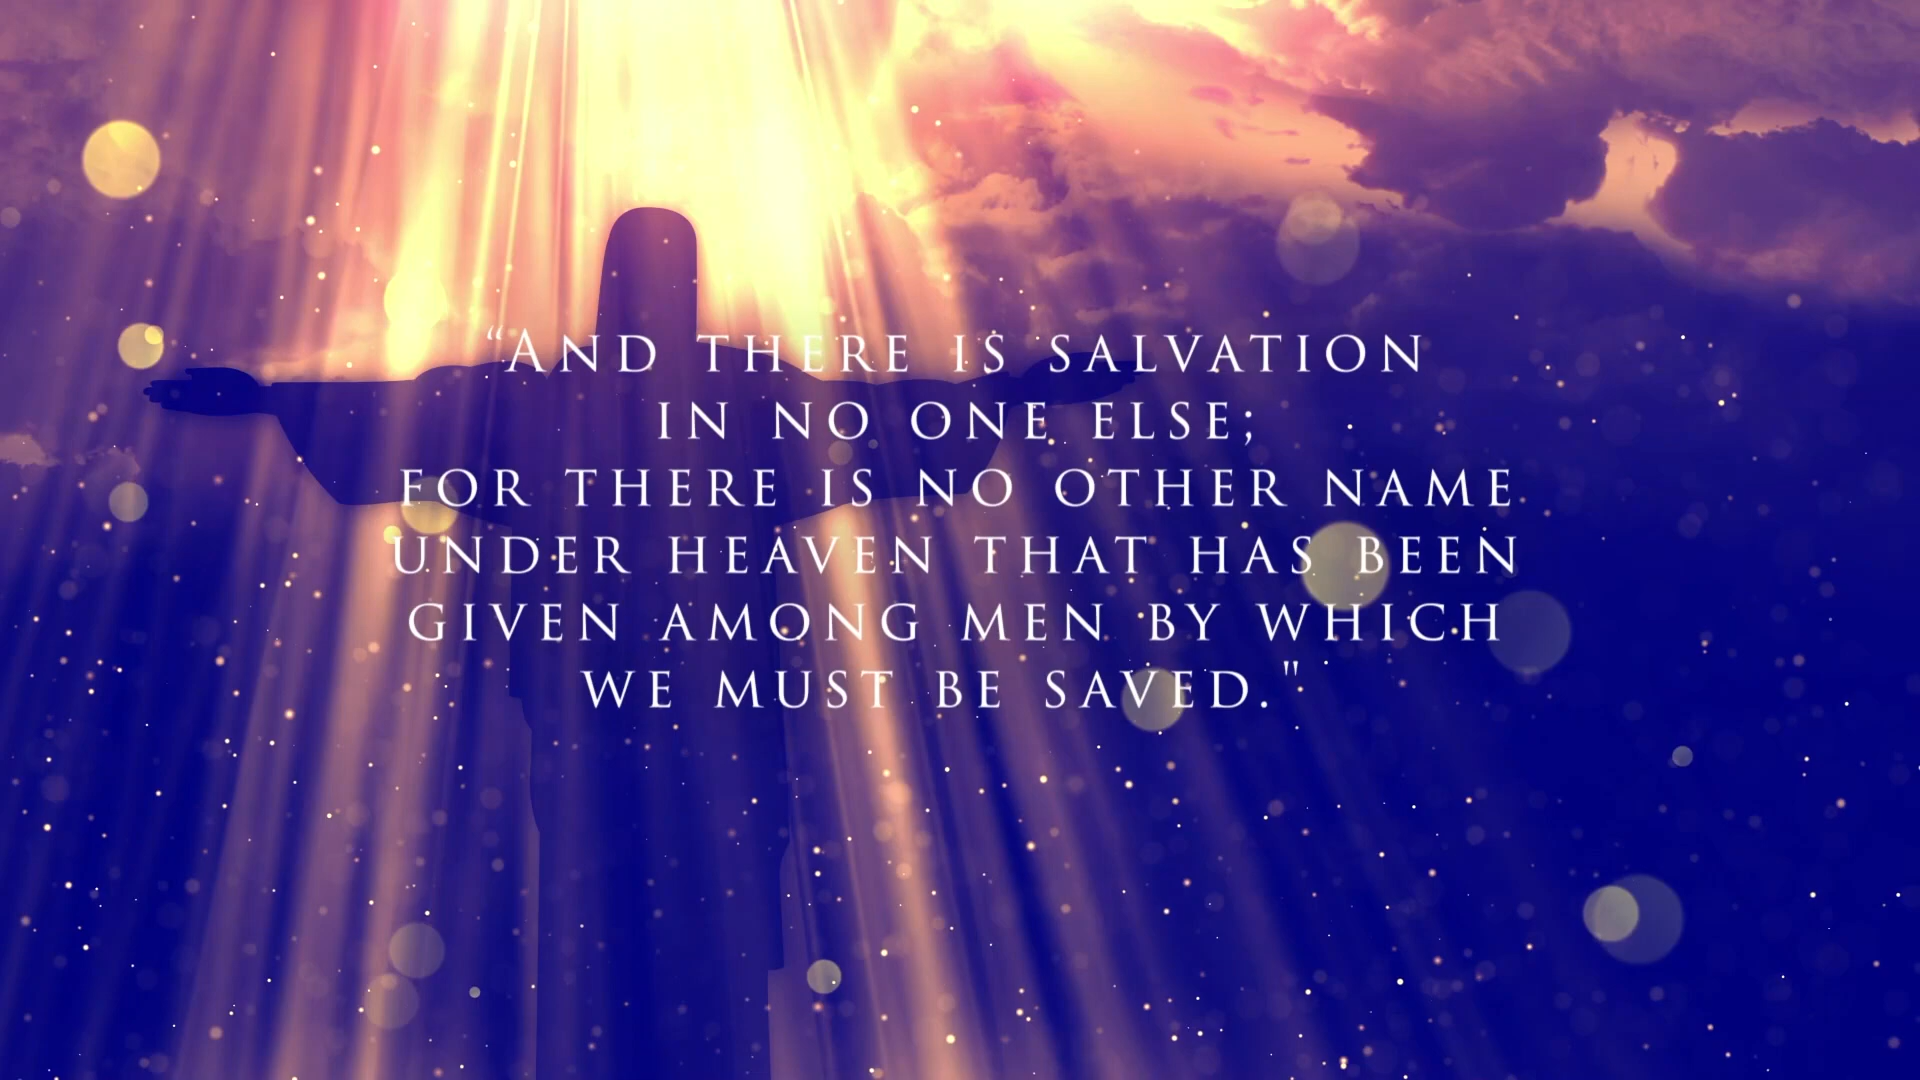 “And there is salvation
in no one else;
for there is no other name
under heaven that has been
given among men by which
we must be saved."